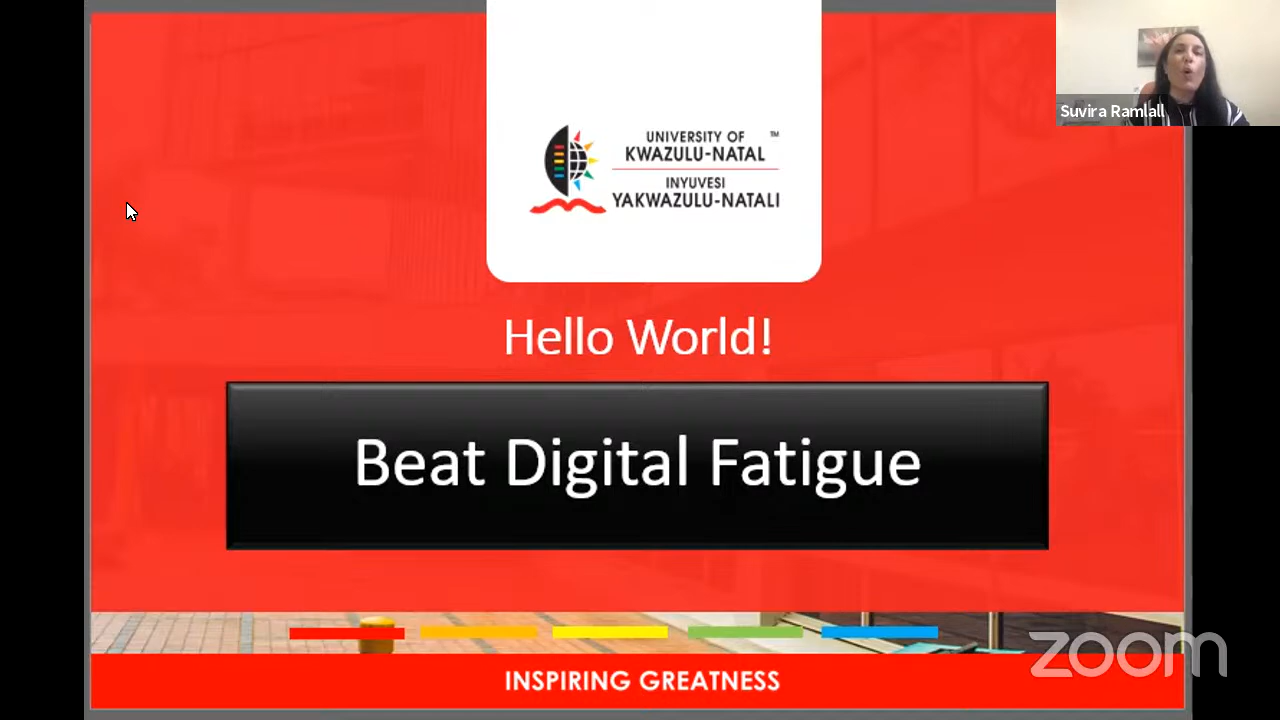 UNIVERSITY OF ™
KWAZULU-NATAL
INYUVESI
YAKWAZULU-NATALI
Suvira Ramlall
Hello World!
Beat Digital Fatigue
zoom
INSPIRING GREATNESS